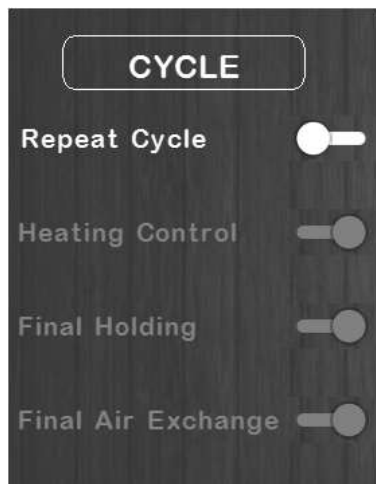 CYCLE
Repeat Cycle
Heating Control
Final Holding
Final Air Exchange